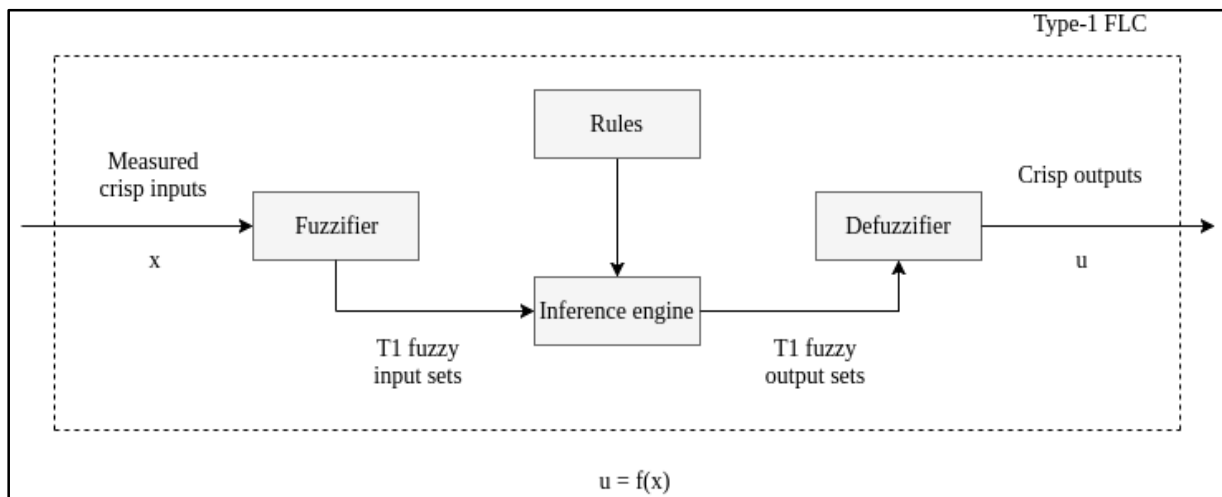 Type-1 FLC
Rules
Measured
crisp inputs
Crisp outputs
Fuzzifier
Defuzzifier
x
u
Inference engine
T1 fuzzy
input sets
T1 fuzzy
output sets
u = f(x)